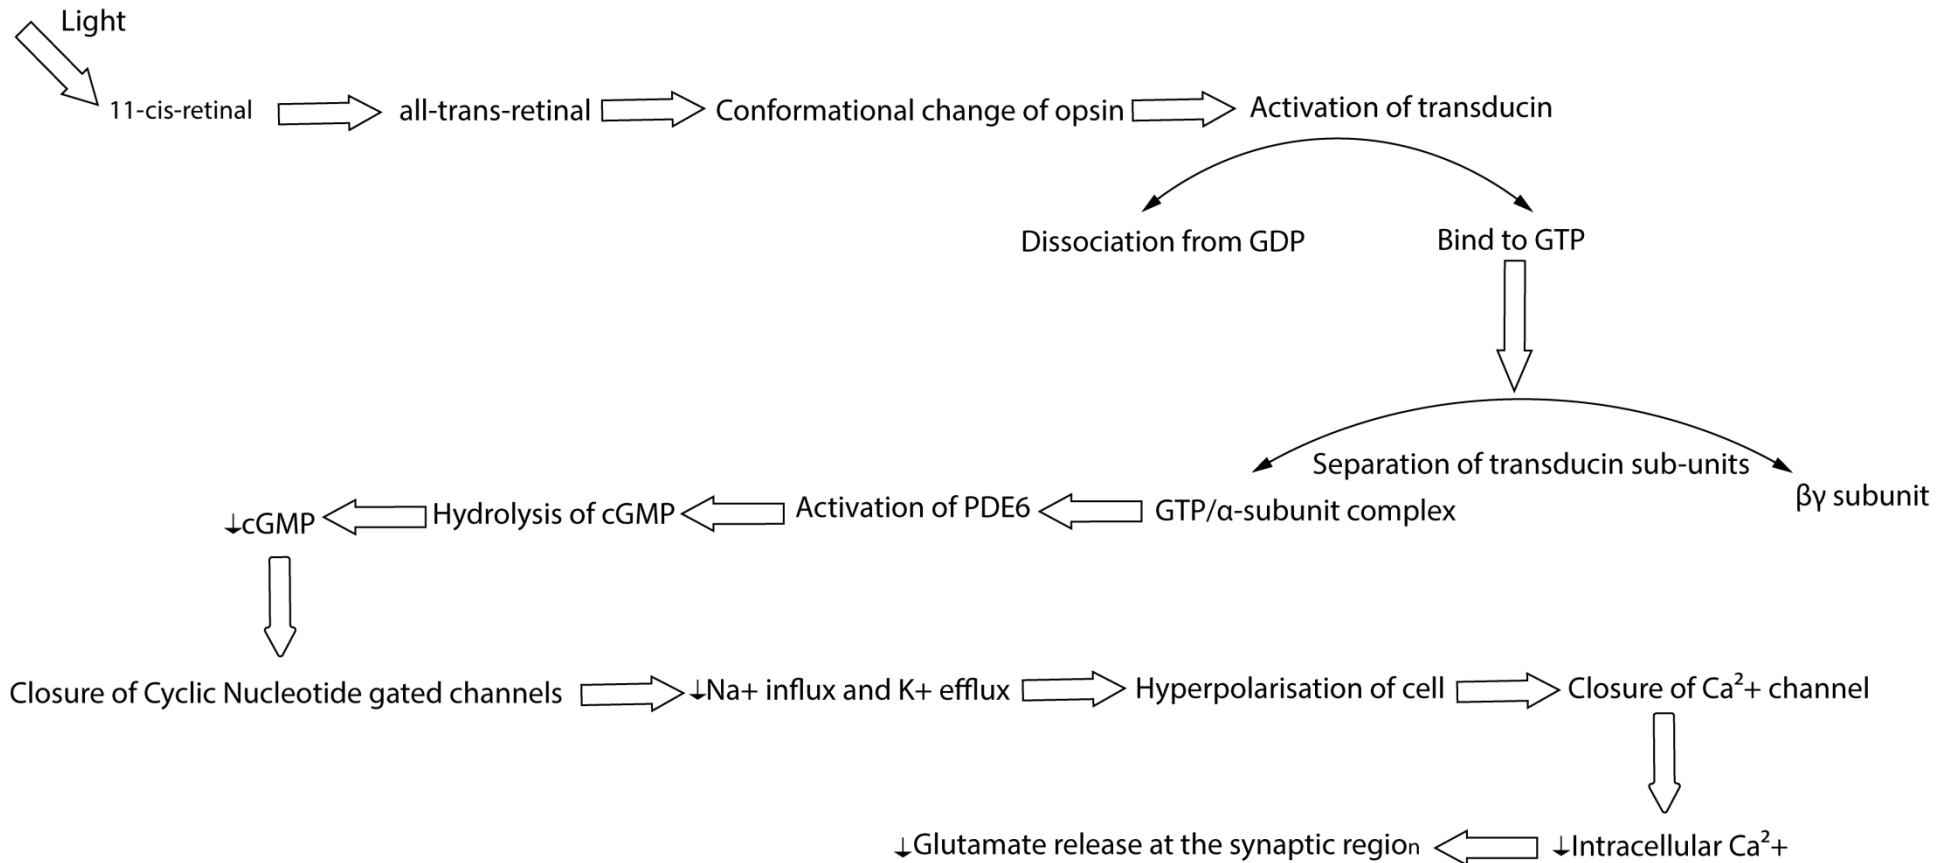 Light
11-cis-retinal
all-trans-retinal
Conformational change of opsin
Activation of transducin
Dissociation from GDP
Bind to GTP
Separation of transducin sub-units
βγ subunit
GTP/α-subunit complex
Activation of PDE6
Hydrolysis of cGMP
↓cGMP
Closure of Cyclic Nucleotide gated channels
↓Na+ influx and K+ efflux
Hyperpolarisation of cell
Closure of Ca²+ channel
↓Intracellular Ca²+
↓Glutamate release at the synaptic region